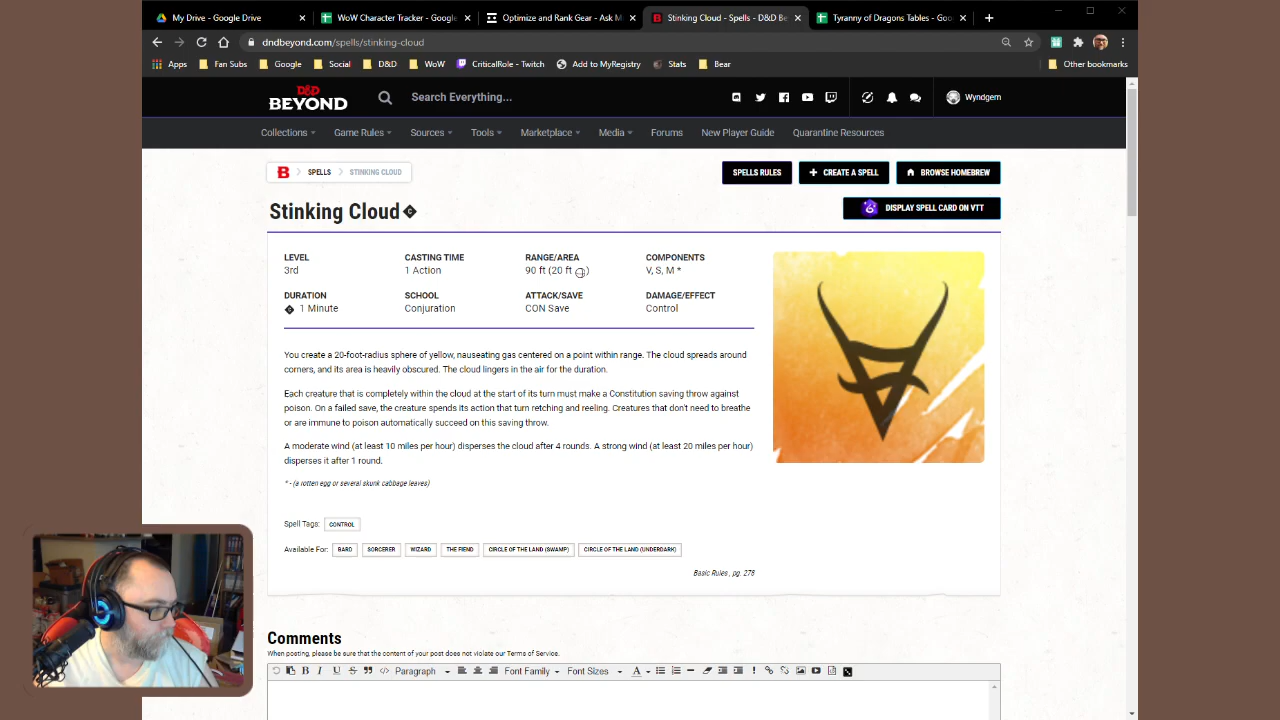 My Drive - Google Drive
WoW Character Tracker - Google
Optimize and Rank Gear - Ask M
Stinking Cloud - Spells - D&D Be
Tyranny of Dragons Tables - Goo
dndbeyond.com/spells/stinking-cloud
Apps
Fan Subs
Google
Social
D&D
WoW
CriticalRole - Twitch
Add to MyRegistry
Stats
Bear
Other bookmarks
D&D
BEYOND
Search Everything...
Wyndgem
Collections
Game Rules
Sources
Tools
Marketplace
Media
Forums
New Player Guide
Quarantine Resources
SPELLS
STINKING CLOUD
SPELLS RULES
CREATE A SPELL
BROWSE HOMEBREW
Stinking Cloud
DISPLAY SPELL CARD ON VTT
LEVEL
3rd
CASTING TIME
1 Action
RANGE/AREA
90 ft (20 ft )
COMPONENTS
V, S, M *
DURATION
1 Minute
SCHOOL
Conjuration
ATTACK/SAVE
CON Save
DAMAGE/EFFECT
Control
You create a 20-foot-radius sphere of yellow, nauseating gas centered on a point within range. The cloud spreads around
corners, and its area is heavily obscured. The cloud lingers in the air for the duration.
Each creature that is completely within the cloud at the start of its turn must make a Constitution saving throw against
poison. On a failed save, the creature spends its action that turn retching and reeling. Creatures that don't need to breathe
or are immune to poison automatically succeed on this saving throw.
A moderate wind (at least 10 miles per hour) disperses the cloud after 4 rounds. A strong wind (at least 20 miles per hour)
disperses it after 1 round.
* - (a rotten egg or several skunk cabbage leaves)
Spell Tags: CONTROL
Available For: BARD SORCERER WIZARD THE FIEND CIRCLE OF THE LAND (SWAMP) CIRCLE OF THE LAND (UNDERDARK)
Basic Rules , pg. 278
Comments
When posting, please be sure that the content of your post does not violate our Terms of Service.
Paragraph
Font Family
Font Sizes